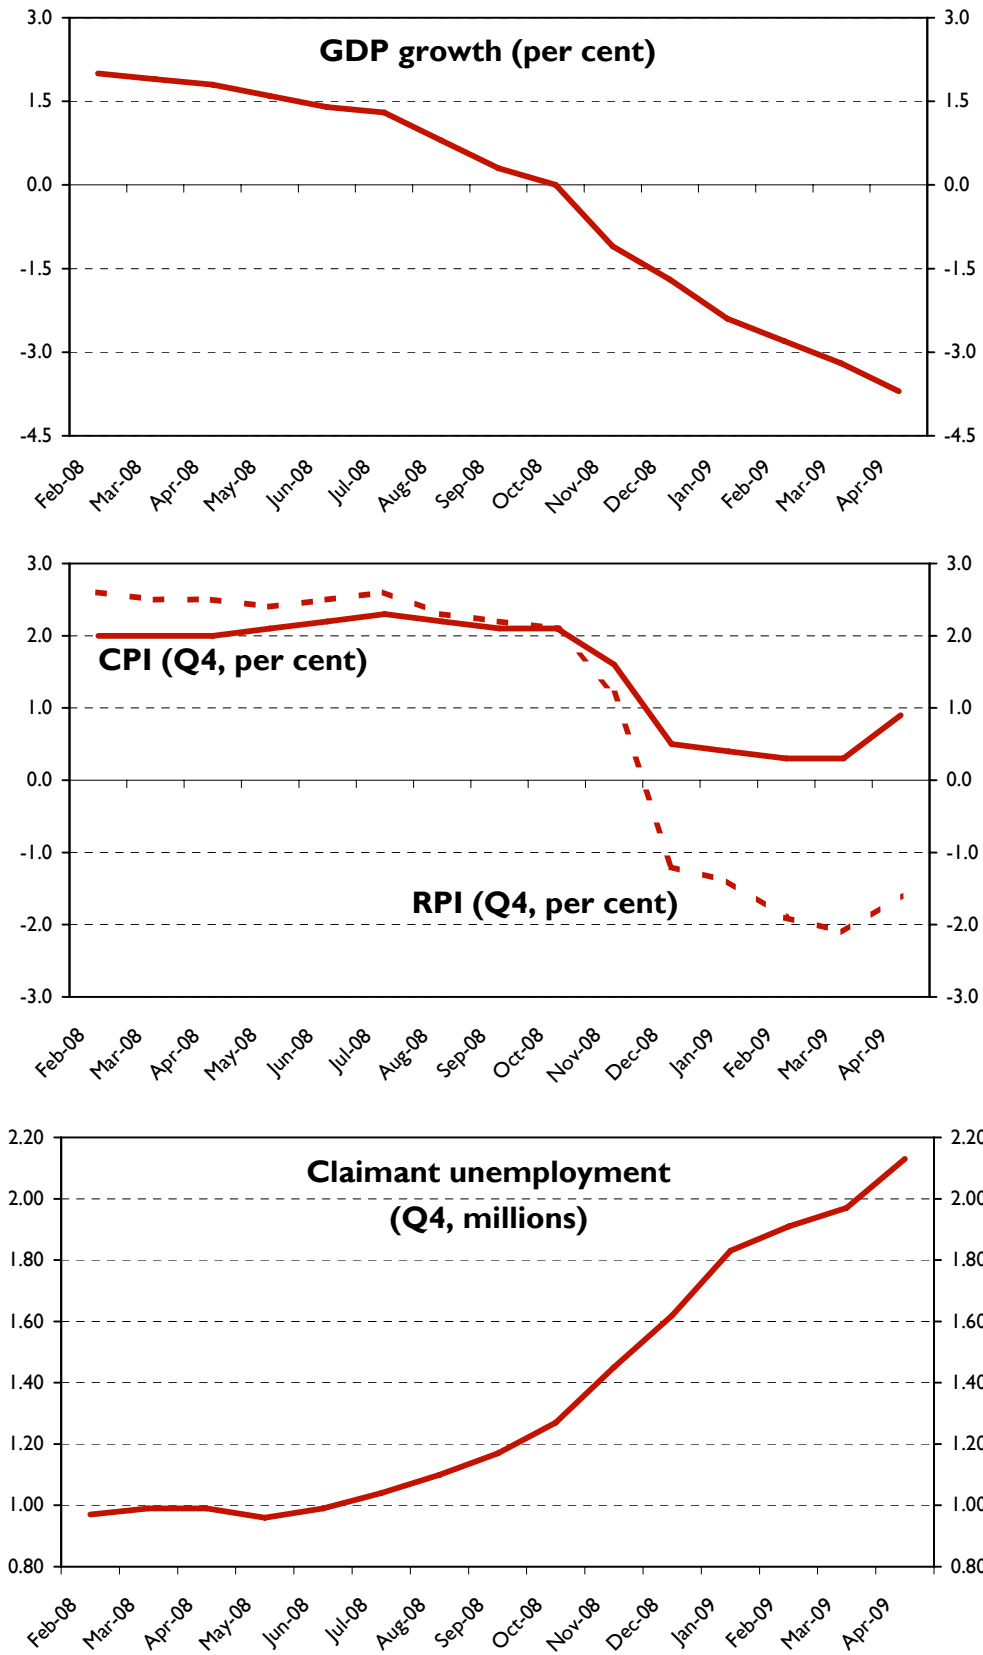 GDP growth (per cent)
3.0 3.0
1.5 1.5
0.0 0.0
-1.5 -1.5
-3.0 -3.0
-4.5 -4.5
Feb-08 Mar-08 Apr-08 May-08 Jun-08 Jul-08 Aug-08 Sep-08 Oct-08 Nov-08 Dec-08 Jan-09 Feb-09 Mar-09 Apr-09
3.0 3.0
2.0 2.0
CPI (Q4, per cent)
1.0 1.0
0.0 0.0
-1.0 -1.0
RPI (Q4, per cent)
-2.0 -2.0
-3.0 -3.0
Feb-08 Mar-08 Apr-08 May-08 Jun-08 Jul-08 Aug-08 Sep-08 Oct-08 Nov-08 Dec-08 Jan-09 Feb-09 Mar-09 Apr-09
2.20 2.20
Claimant unemployment
2.00 2.00
(Q4, millions)
1.80 1.80
1.60 1.60
1.40 1.40
1.20 1.20
1.00 1.00
0.80 0.80
Feb-08 Mar-08 Apr-08 May-08 Jun-08 Jul-08 Aug-08 Sep-08 Oct-08 Nov-08 Dec-08 Jan-09 Feb-09 Mar-09 Apr-09